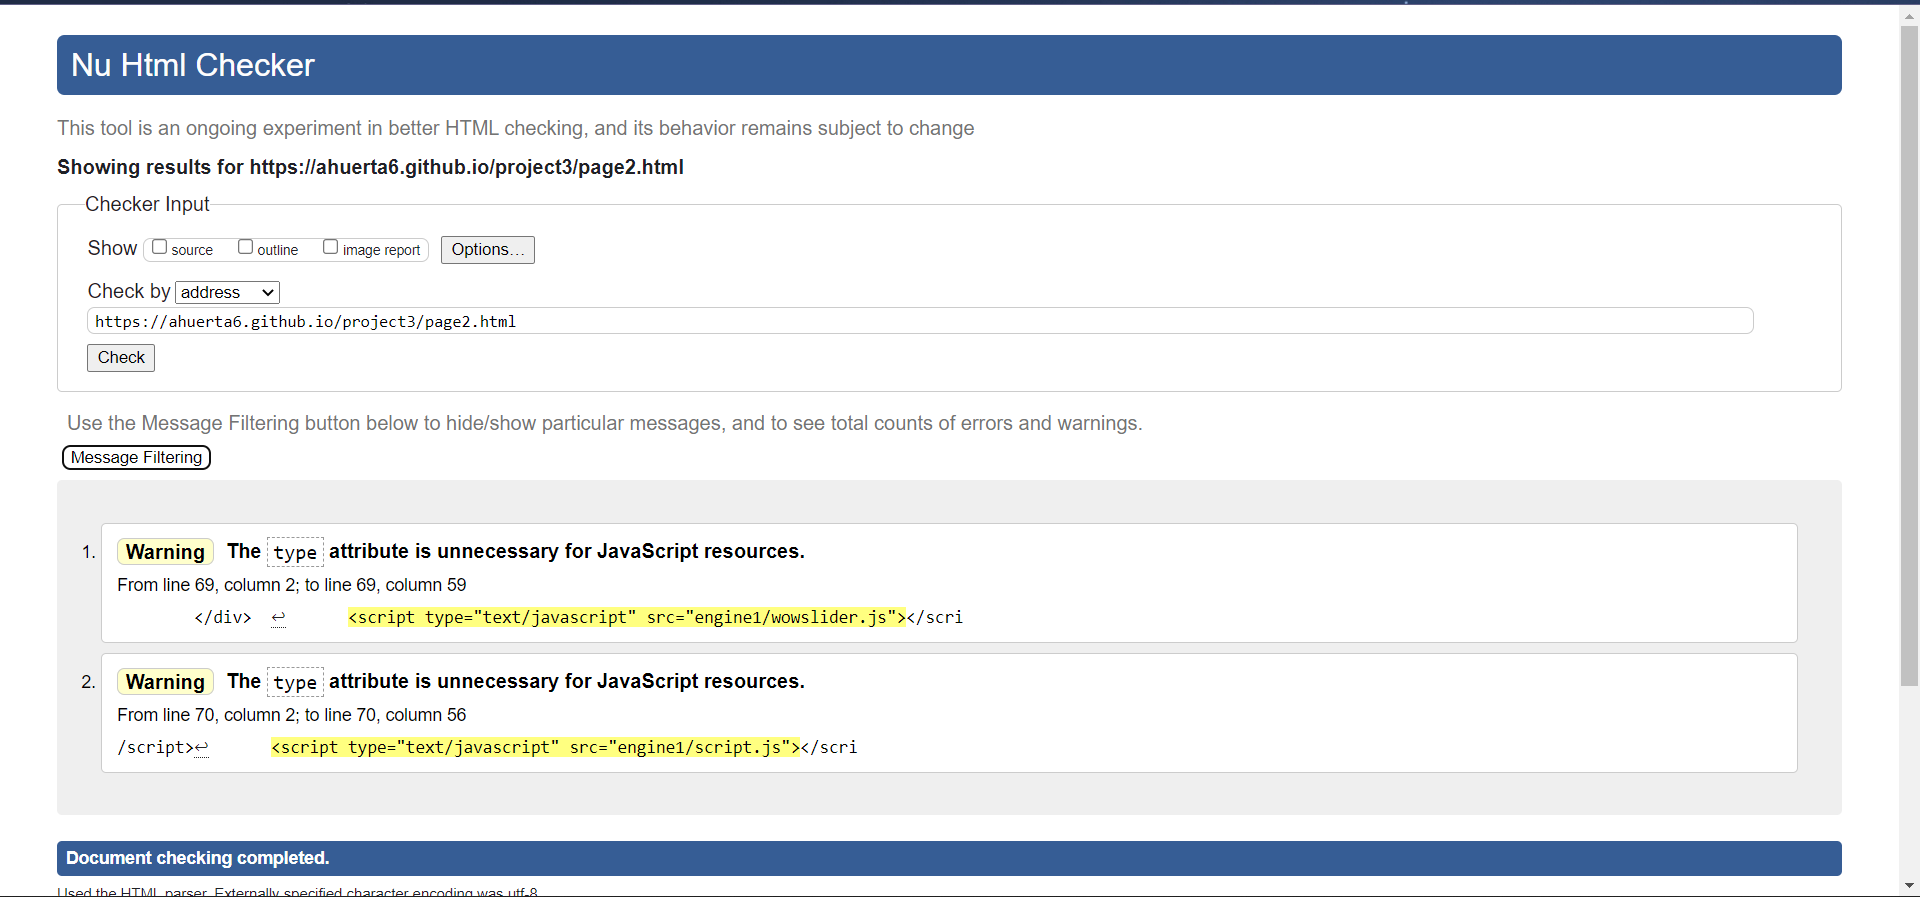 Nu Html Checker
This tool is an ongoing experiment in better HTML checking, and its behavior remains subject to change
Showing results for https://ahuerta6.github.io/project3/page2.html
Checker Input
Show source outline image report Options...
Check by address
https://ahuerta6.github.io/project3/page2.html
Check
Use the Message Filtering button below to hide/show particular messages, and to see total counts of errors and warnings.
Message Filtering
1. Warning The type attribute is unnecessary for JavaScript resources.
From line 69, column 2; to line 69, column 59
</div> ↩ <script type="text/javascript" src="engine1/wowslider.js"></scri
2. Warning The type attribute is unnecessary for JavaScript resources.
From line 70, column 2; to line 70, column 56
/script>↩ <script type="text/javascript" src="engine1/script.js"></scri
Document checking completed.
Used the HTML parser. Externally specified character encoding was utf-8.